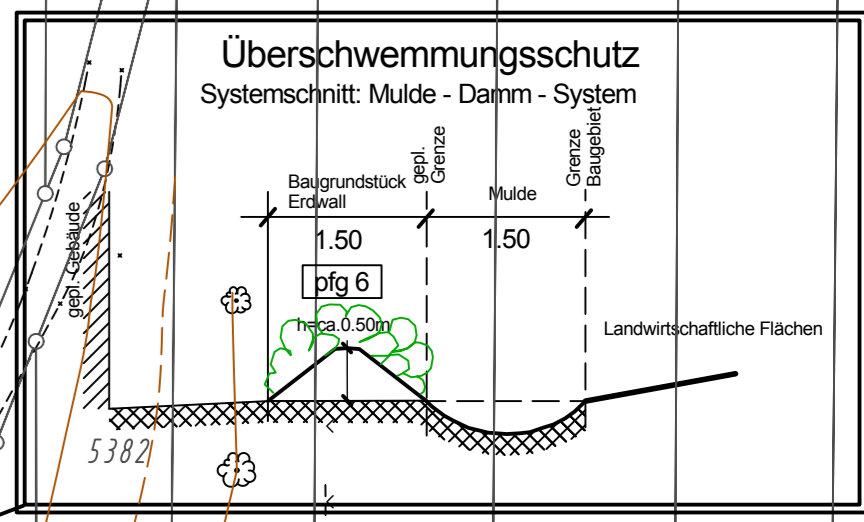 Überschwemmungsschutz
Systemschnitt: Mulde - Damm - System
gepl.
Grenze
Grenze
Baugebiet
Baugrundstück
Erdwall
Mulde
1.50
1.50
gepl. Gebäude
pfg 6
h=ca.0.50m
Landwirtschaftliche Flächen
5382